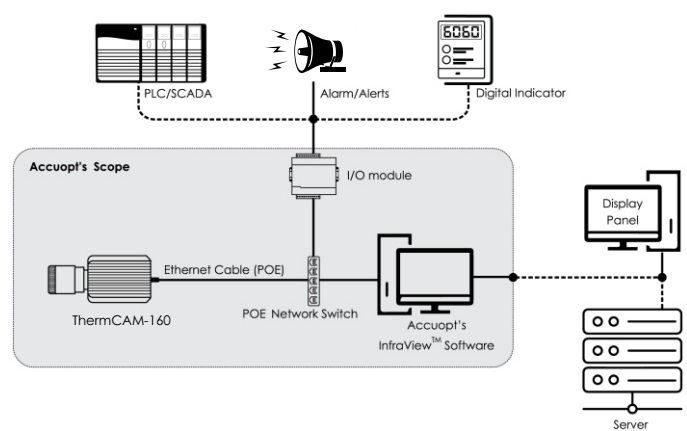 6060
PLC/SCADA
Alarm/Alerts
Digital Indicator
Accuopt's Scope
I/O module
Display
Panel
Ethernet Cable (POE)
ThermCAM-160
POE Network Switch
Accuopt's
InfraView™ Software
Server